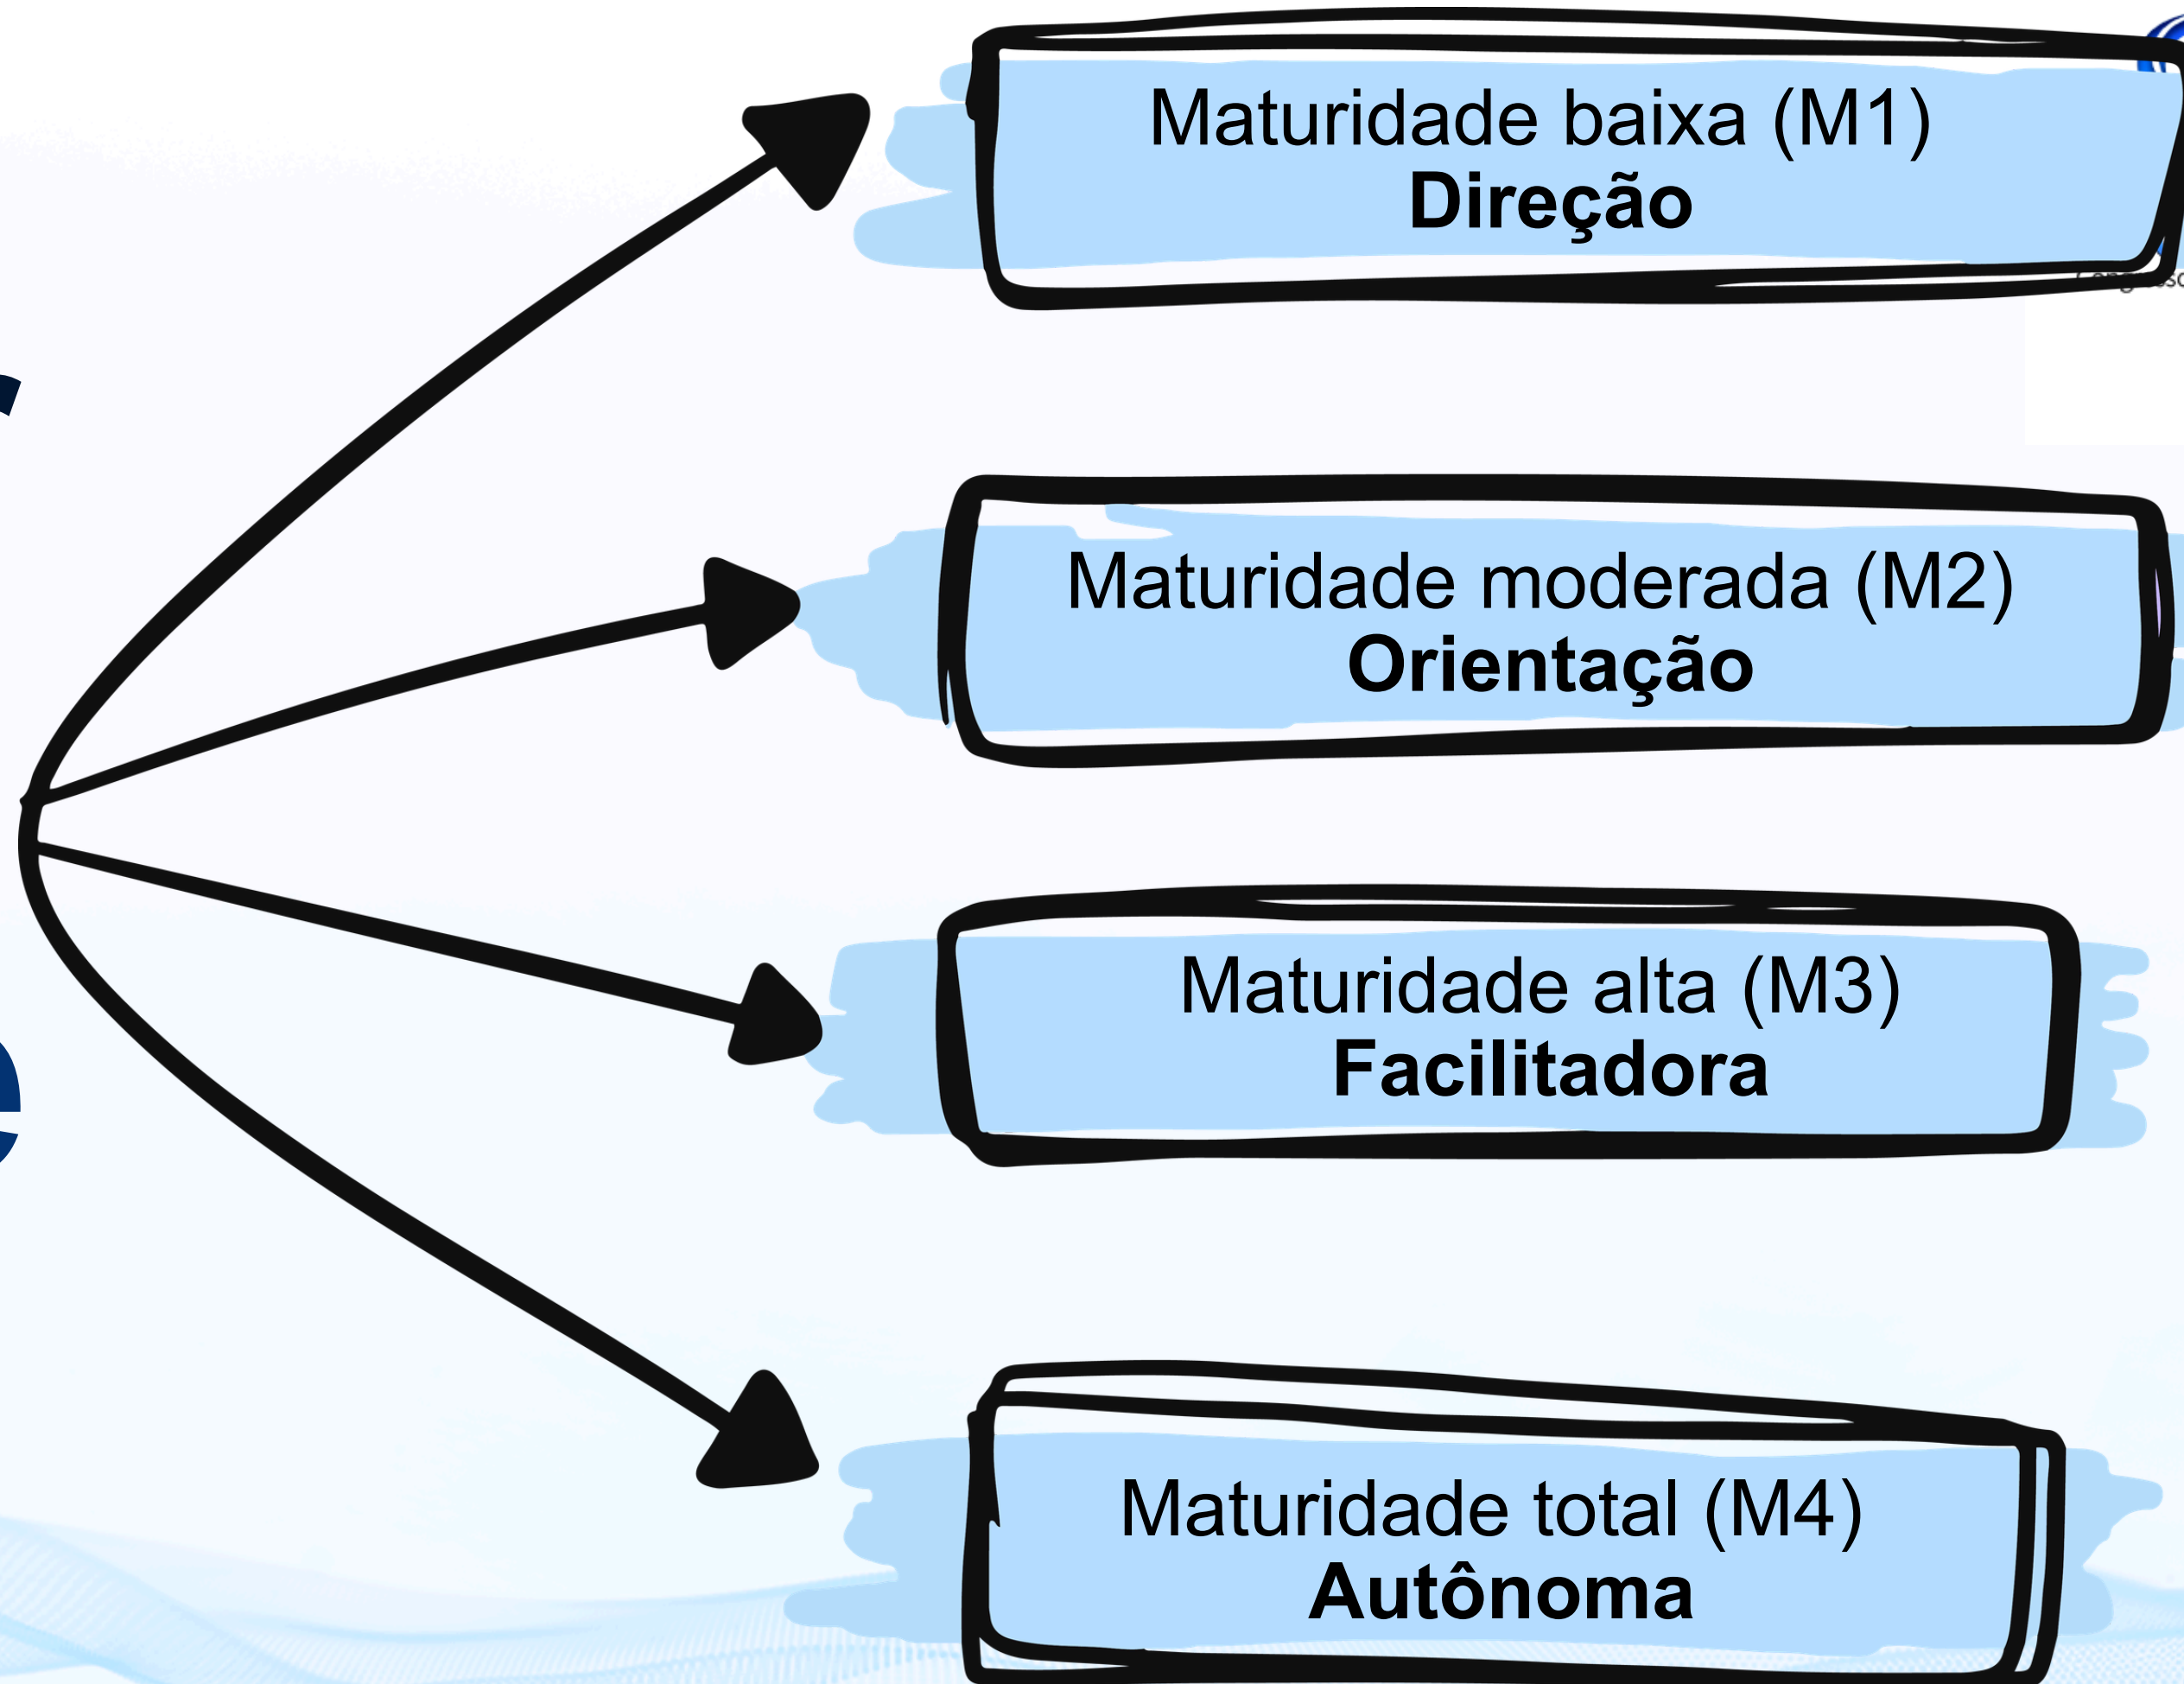 Maturidade baixa (M1)
Direção
Maturidade moderada (M2)
Orientação
Maturidade alta (M3)
Facilitadora
Maturidade total (M4)
Autônoma